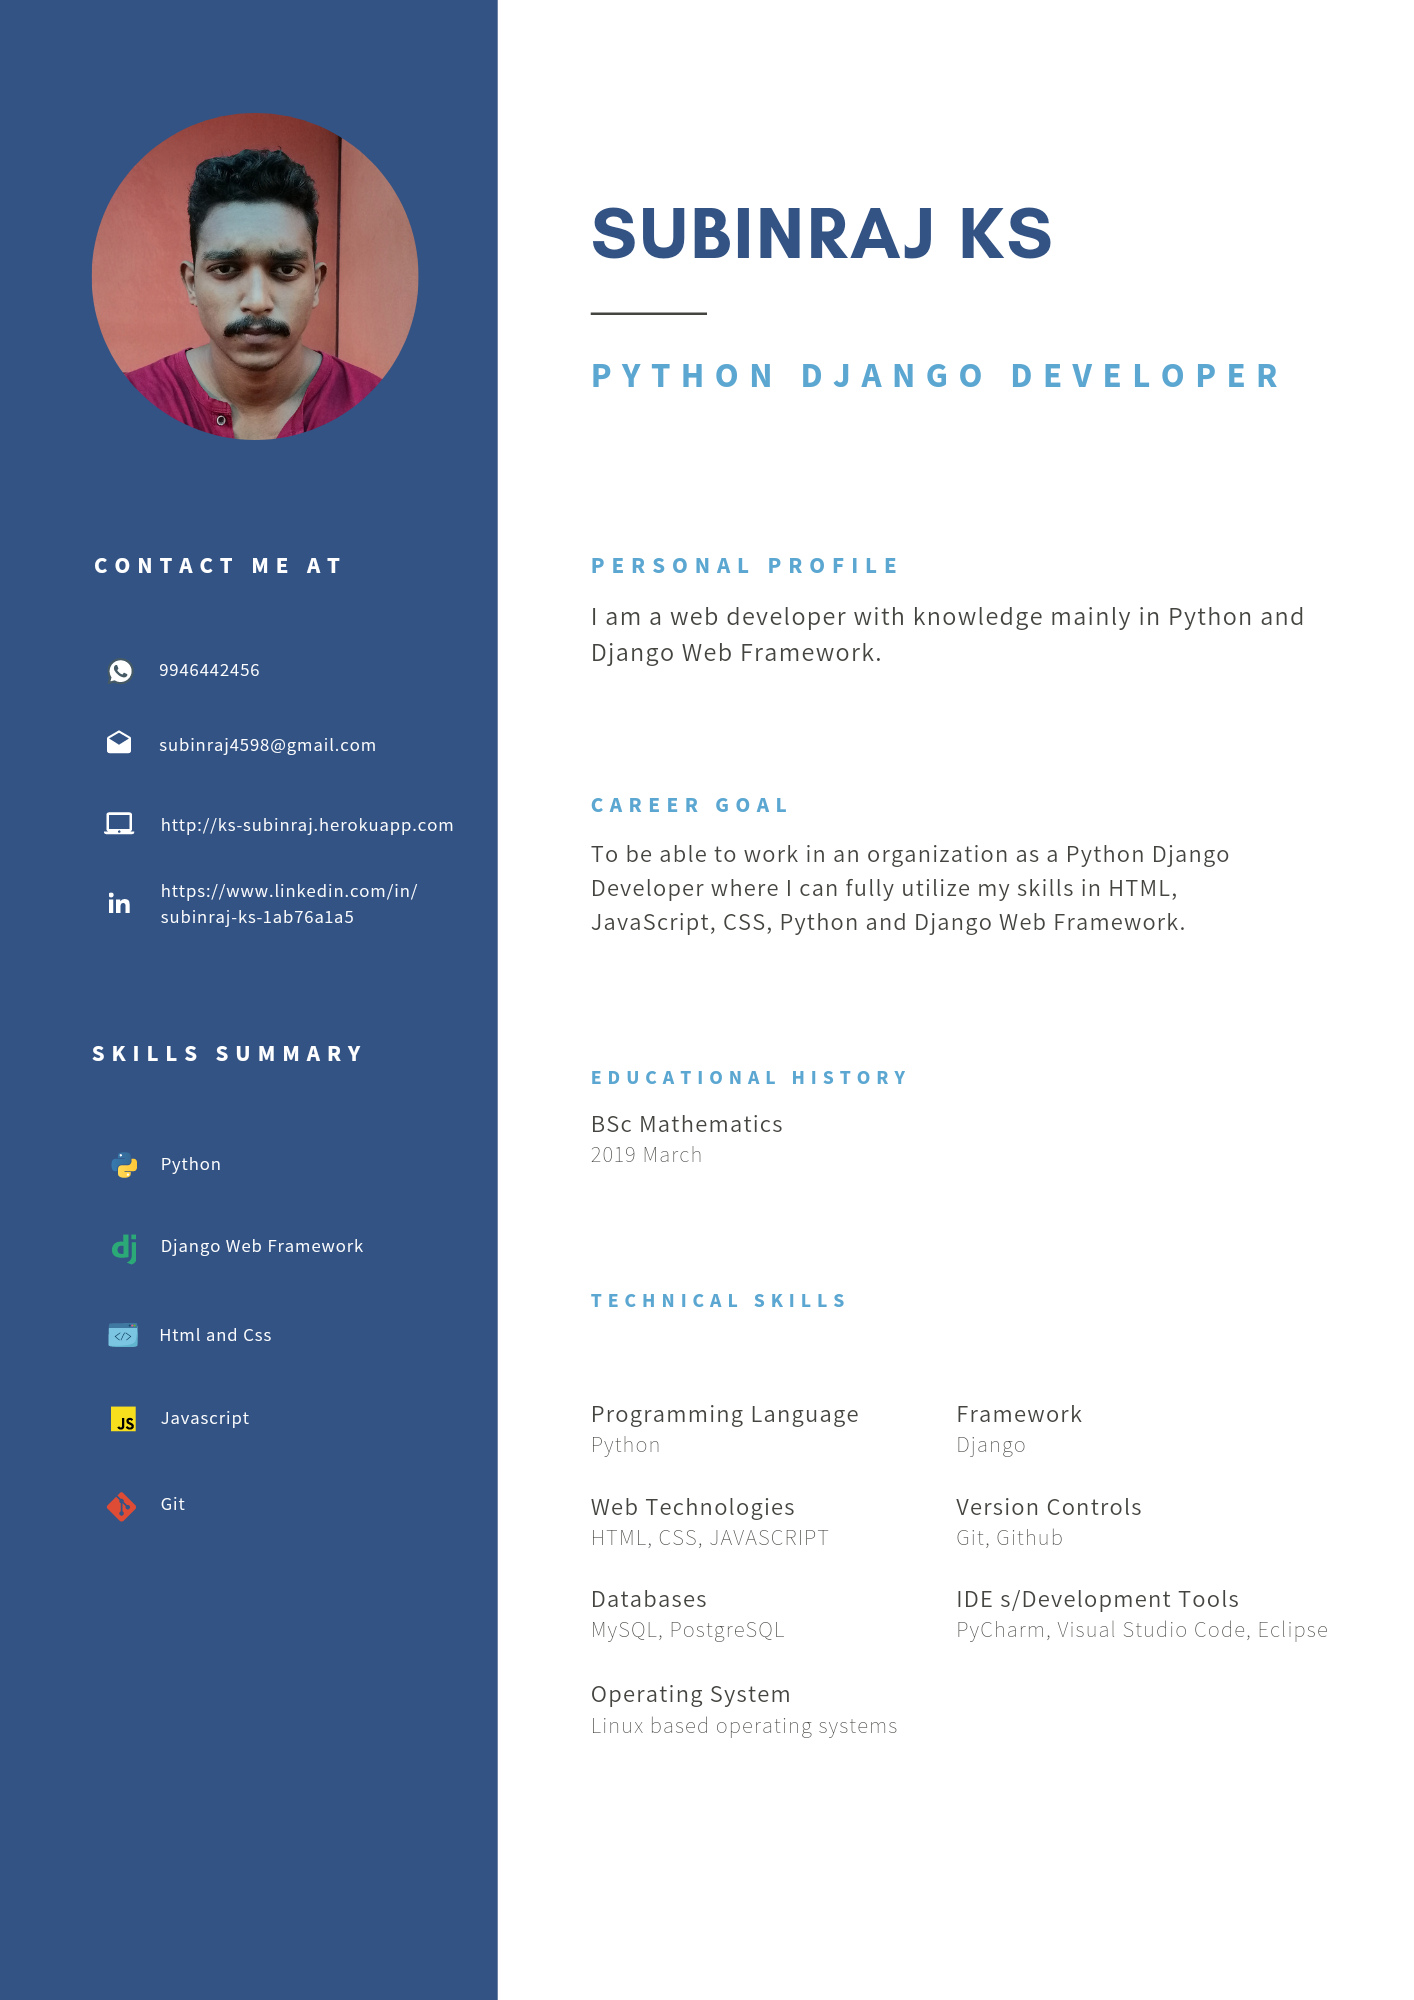 SUBINRAJ KS
PYTHON DJANGO DEVELOPER
CONTACT ME AT
9946442456
subinraj4598@gmail.com
http://ks-subinraj.herokuapp.com
https://www.linkedin.com/in/
subinraj-ks-1ab76a1a5
SKILLS SUMMARY
Python
dj
Django Web Framework
</>
Html and Css
JS
Javascript
Git
PERSONAL PROFILE
I am a web developer with knowledge mainly in Python and
Django Web Framework.
CAREER GOAL
To be able to work in an organization as a Python Django
Developer where I can fully utilize my skills in HTML,
JavaScript, CSS, Python and Django Web Framework.
EDUCATIONAL HISTORY
BSc Mathematics
2019 March
TECHNICAL SKILLS
Programming Language
Python
Framework
Django
Web Technologies
HTML, CSS, JAVASCRIPT
Version Controls
Git, Github
Databases
MySQL, PostgreSQL
IDE s/Development Tools
PyCharm, Visual Studio Code, Eclipse
Operating System
Linux based operating systems